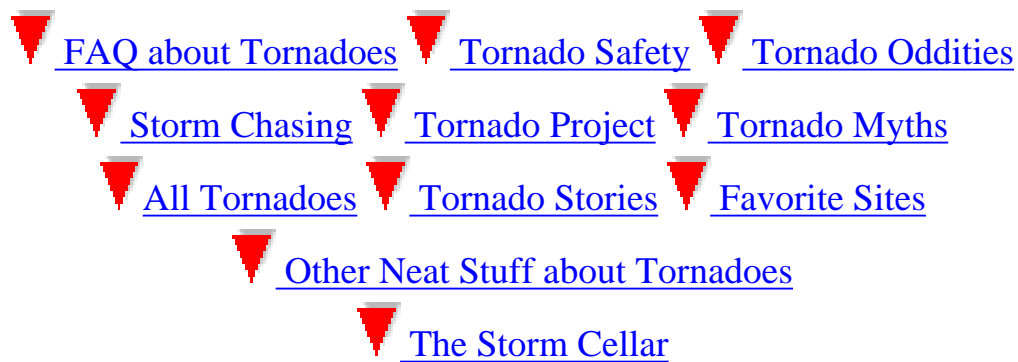 FAQ about Tornadoes Tornado Safety Tornado Oddities
Storm Chasing Tornado Project Tornado Myths
All Tornadoes Tornado Stories Favorite Sites
Other Neat Stuff about Tornadoes
The Storm Cellar